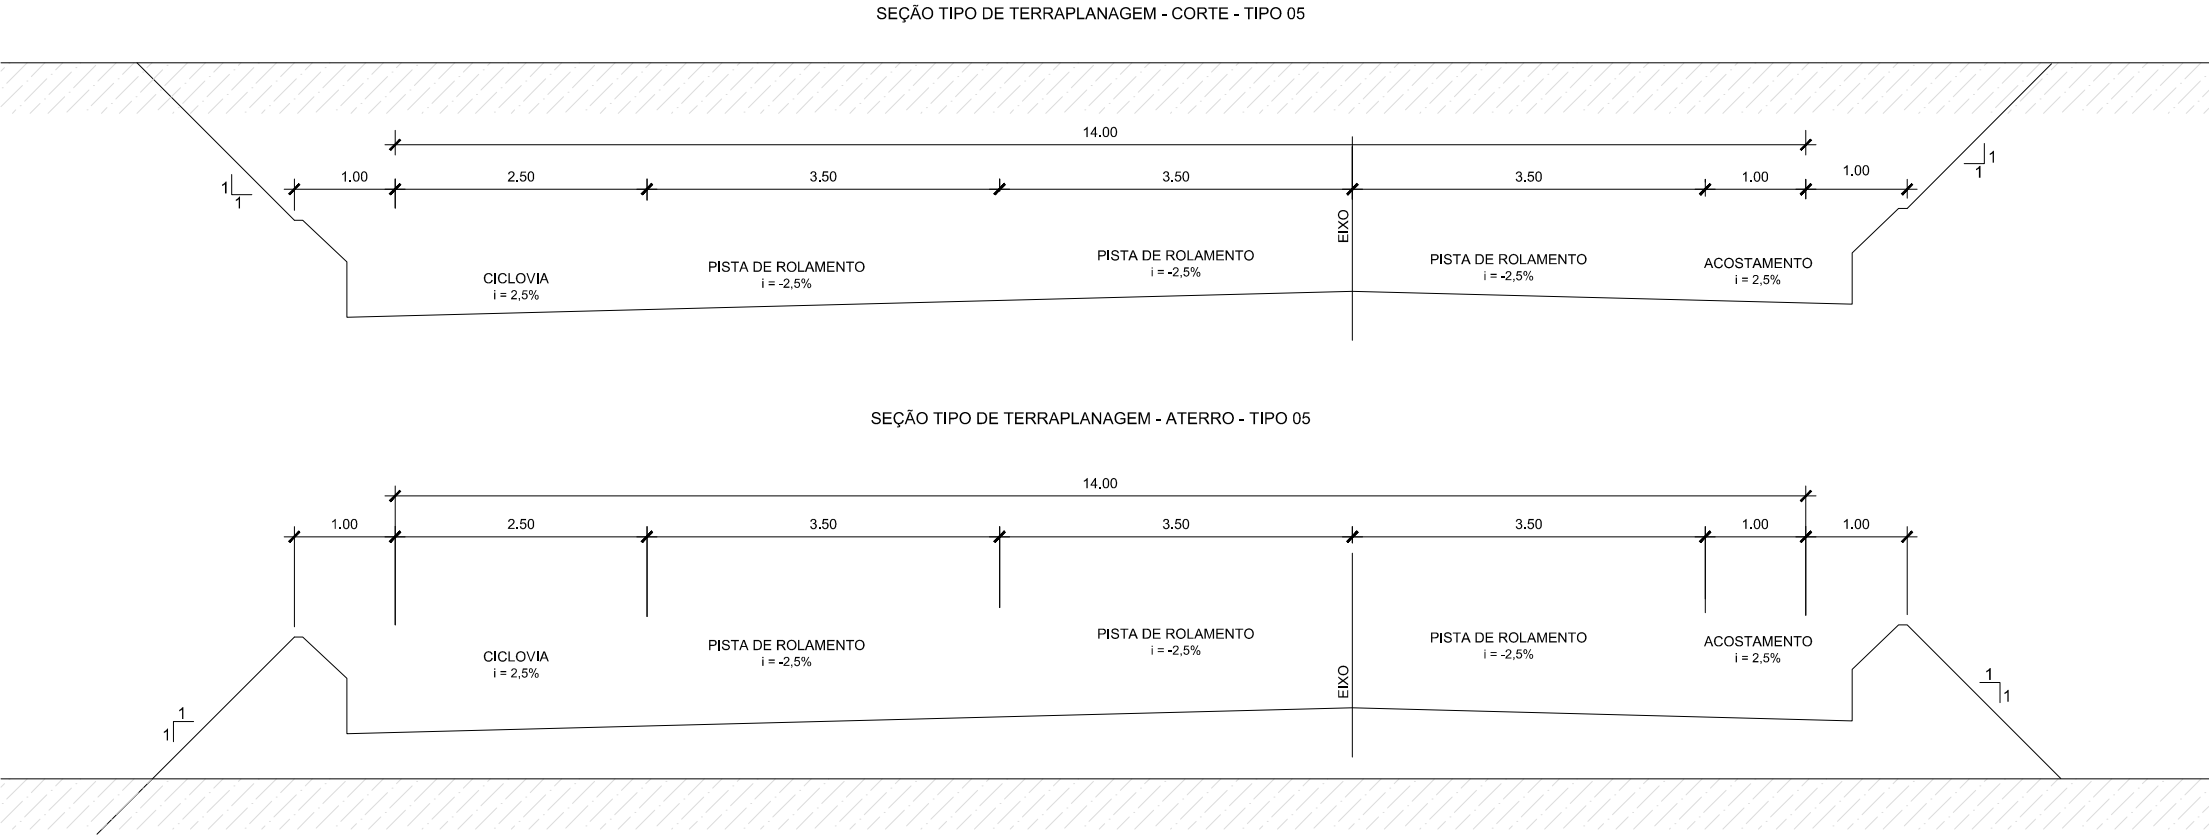 SEÇÃO TIPO DE TERRAPLANAGEM - CORTE - TIPO 05
14.00
1.00 2.50 3.50 3.50 3.50 1.00 1.00
1
1
1
1
EIXO
CICLOVIA
i = 2,5%
PISTA DE ROLAMENTO
i = -2,5%
PISTA DE ROLAMENTO
i = -2,5%
PISTA DE ROLAMENTO
i = -2,5%
ACOSTAMENTO
i = 2,5%
SEÇÃO TIPO DE TERRAPLANAGEM - ATERRO - TIPO 05
14.00
1.00 2.50 3.50 3.50 3.50 1.00 1.00
CICLOVIA
i = 2,5%
PISTA DE ROLAMENTO
i = -2,5%
PISTA DE ROLAMENTO
i = -2,5%
PISTA DE ROLAMENTO
i = -2,5%
ACOSTAMENTO
i = 2,5%
EIXO
1
1
1
1